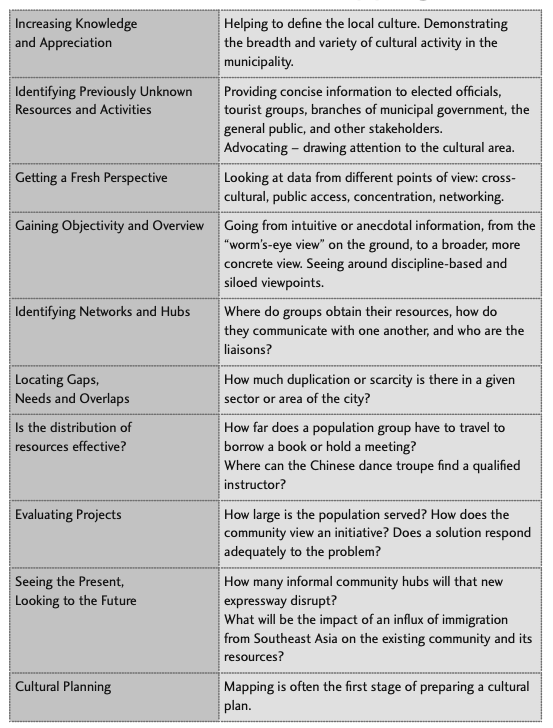 Increasing Knowledge
and Appreciation
Helping to define the local culture. Demonstrating
the breadth and variety of cultural activity in the
municipality.
Identifying Previously Unknown
Resources and Activities
Providing concise information to elected officials,
tourist groups, branches of municipal government, the
general public, and other stakeholders.
Advocating – drawing attention to the cultural area.
Getting a Fresh Perspective
Looking at data from different points of view: cross-
cultural, public access, concentration, networking.
Gaining Objectivity and Overview
Going from intuitive or anecdotal information, from the
“worm’s-eye view” on the ground, to a broader, more
concrete view. Seeing around discipline-based and
siloed viewpoints.
Identifying Networks and Hubs
Where do groups obtain their resources, how do
they communicate with one another, and who are the
liaisons?
Locating Gaps,
Needs and Overlaps
How much duplication or scarcity is there in a given
sector or area of the city?
Is the distribution of
resources effective?
How far does a population group have to travel to
borrow a book or hold a meeting?
Where can the Chinese dance troupe find a qualified
instructor?
Evaluating Projects
How large is the population served? How does the
community view an initiative? Does a solution respond
adequately to the problem?
Seeing the Present,
Looking to the Future
How many informal community hubs will that new
expressway disrupt?
What will be the impact of an influx of immigration
from Southeast Asia on the existing community and its
resources?
Cultural Planning
Mapping is often the first stage of preparing a cultural
plan.